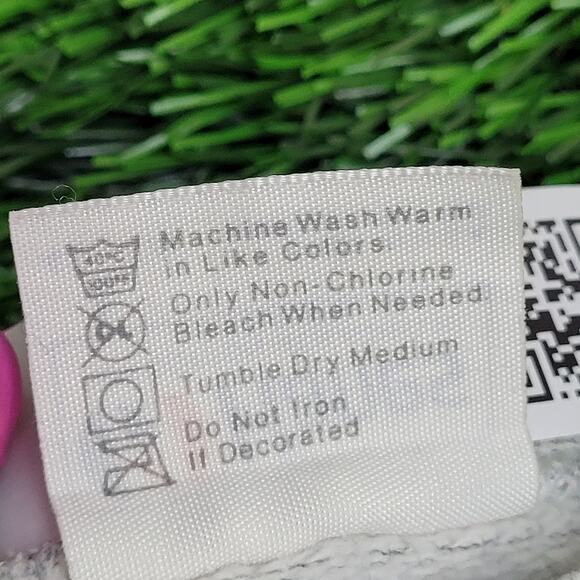 Machine Wash Warm
in Like Colors.
Only Non-Chlorine
Bleach When Needed.
Tumble Dry Medium
Do Not Iron
If Decorated
40°C